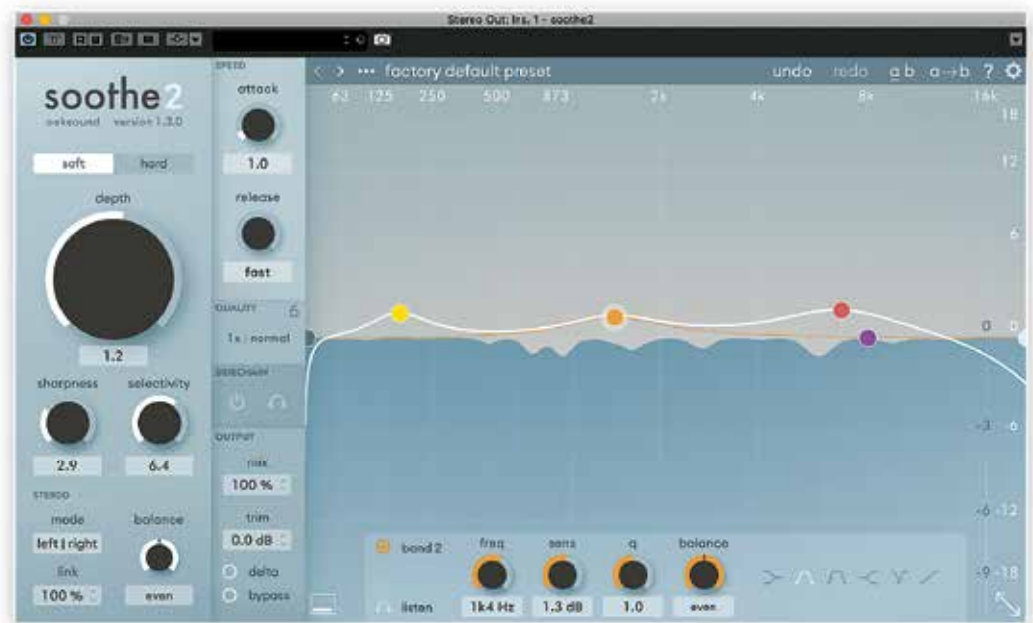 Stereo Out: Ins. 1 - soothe2
soothe2
oeksound version 1.3.0
soft hard
depth
1.2
sharpness selectivity
2.9 6.4
STEREO
mode balance
left | right
link
100 % even
SPEED
attack
1.0
release
fast
QUALITY
1x | normal
SIDECHAIN
OUTPUT
mix
100 %
trim
0.0 dB
delta
bypass
< > ••• factory default preset undo redo a b a→b ?
63 125 250 500 873 2k 4k 8k 16k
18
12
6
0 0
-3 -6
-6 -12
-9 -18
band 2 freq sens q balance
listen 1k4 Hz 1.3 dB 1.0 even